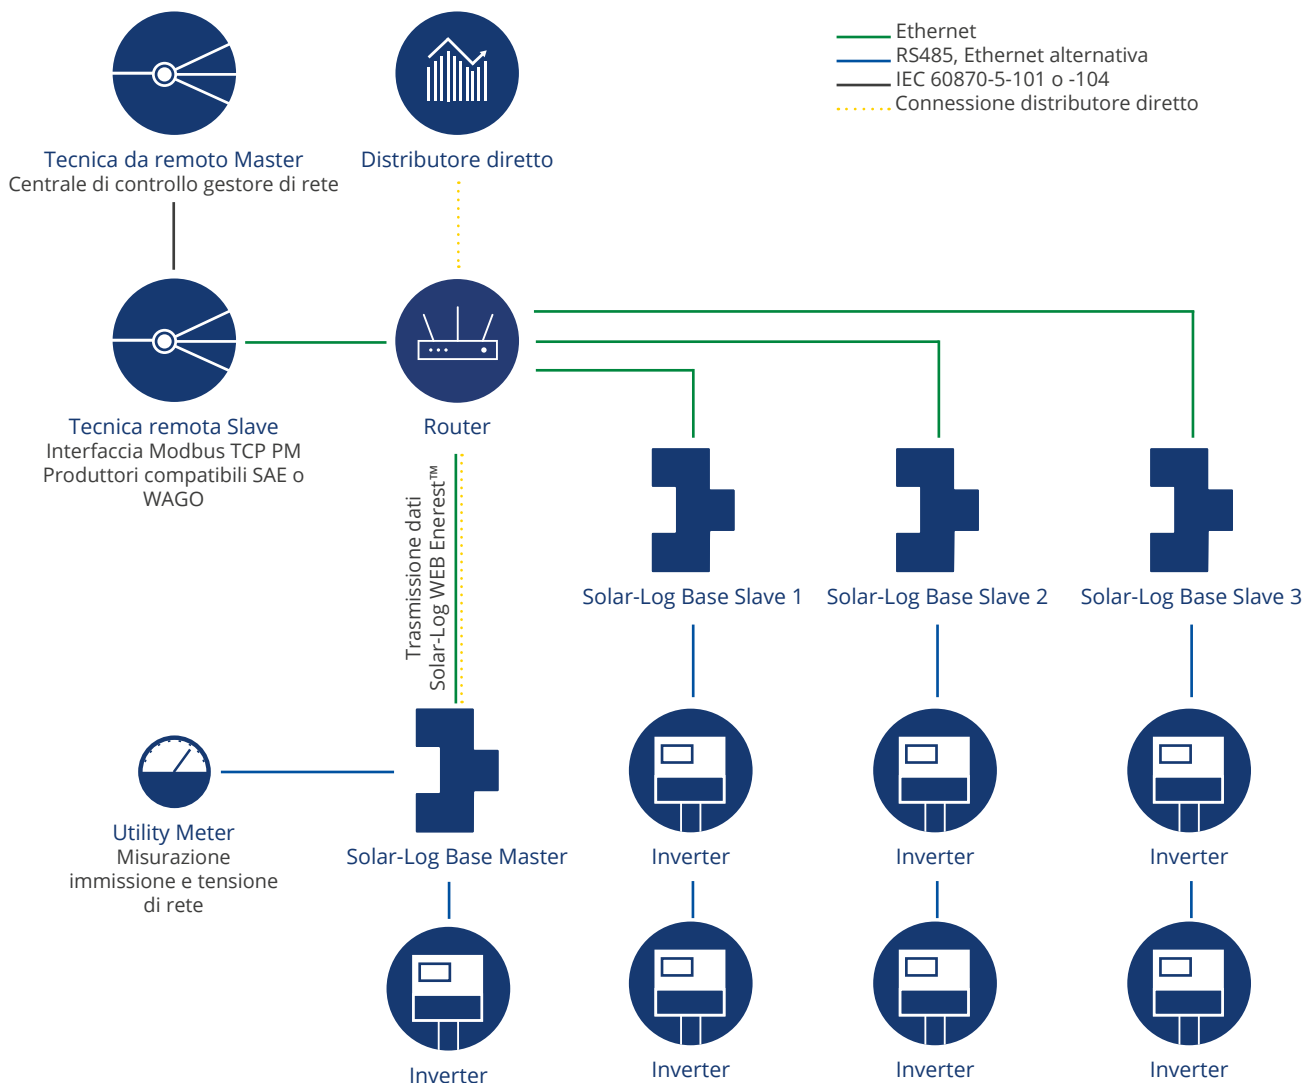 Ethernet
RS485, Ethernet alternativa
IEC 60870-5-101 o -104
Connessione distributore diretto
Tecnica da remoto Master
Centrale di controllo gestore di rete
Distributore diretto
Tecnica remota Slave
Interfaccia Modbus TCP PM
Produttori compatibili SAE o
WAGO
Router
Trasmissione dati
Solar-Log WEB Enerest™
Solar-Log Base Slave 1
Solar-Log Base Slave 2
Solar-Log Base Slave 3
Utility Meter
Misurazione
immissione e tensione
di rete
Solar-Log Base Master
Inverter
Inverter
Inverter
Inverter
Inverter
Inverter
Inverter